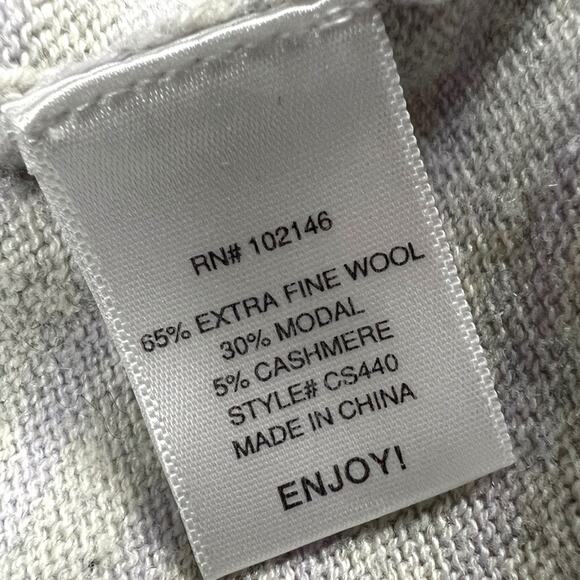 RN# 102146
65% EXTRA FINE WOOL
30% MODAL
5% CASHMERE
STYLE# CS440
MADE IN CHINA
ENJOY!